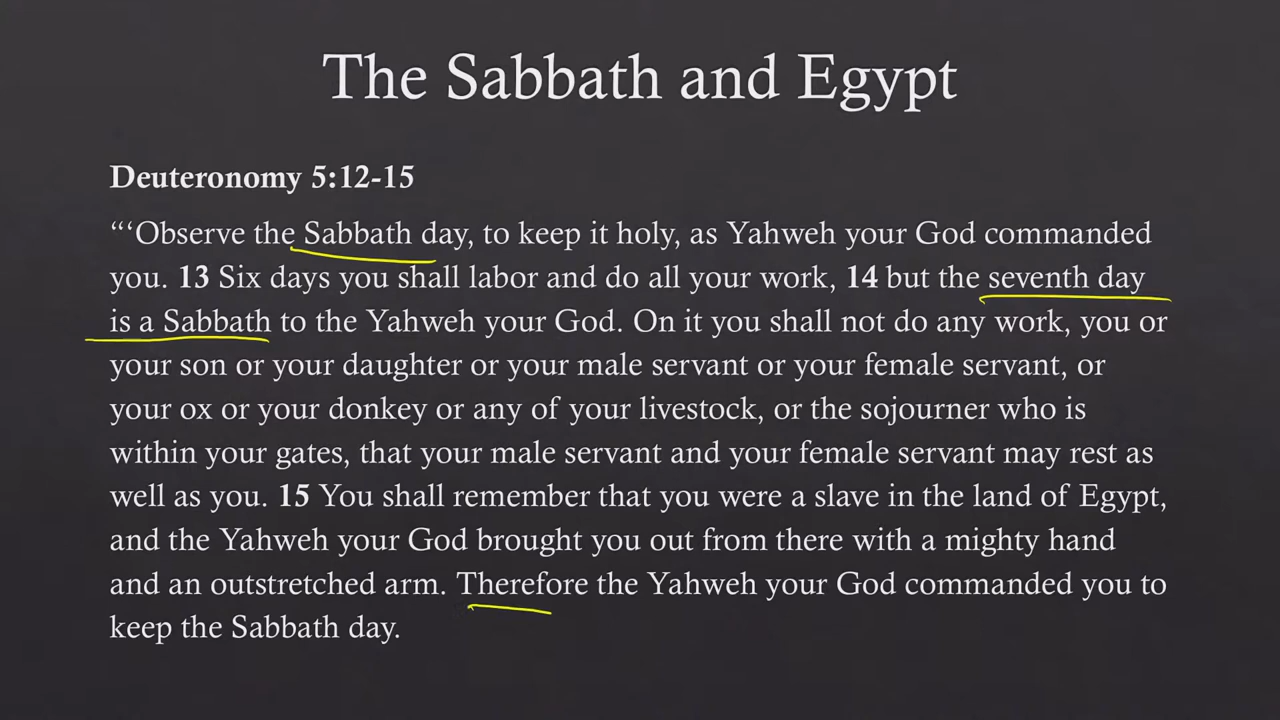 The Sabbath and Egypt
Deuteronomy 5:12-15
“‘Observe the Sabbath day, to keep it holy, as Yahweh your God commanded
you. 13 Six days you shall labor and do all your work, 14 but the seventh day
is a Sabbath to the Yahweh your God. On it you shall not do any work, you or
your son or your daughter or your male servant or your female servant, or
your ox or your donkey or any of your livestock, or the sojourner who is
within your gates, that your male servant and your female servant may rest as
well as you. 15 You shall remember that you were a slave in the land of Egypt,
and the Yahweh your God brought you out from there with a mighty hand
and an outstretched arm. Therefore the Yahweh your God commanded you to
keep the Sabbath day.